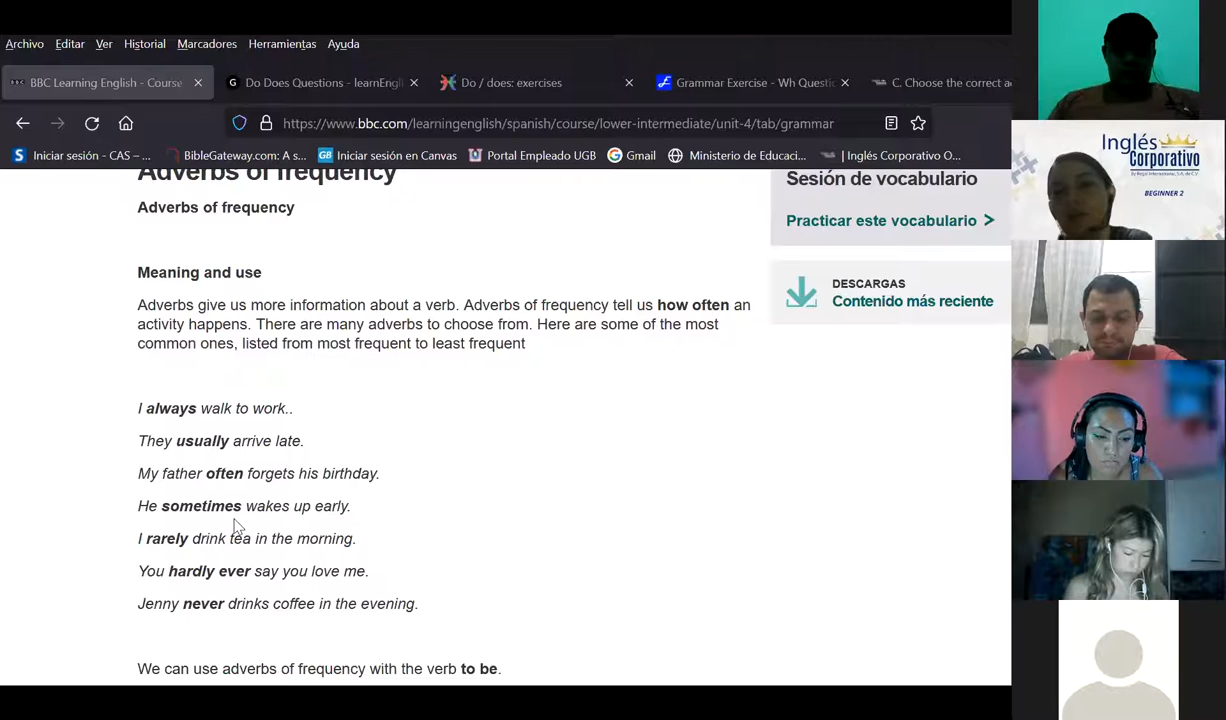 Archivo Editar Ver Historial Marcadores Herramientas Ayuda
BBC Learning English - Course
Do Does Questions - learnEngli
Do / does: exercises
Grammar Exercise - Wh Questic
C. Choose the correct a
https://www.bbc.com/learningenglish/spanish/course/lower-intermediate/unit-4/tab/grammar
Iniciar sesión - CAS – ...
BibleGateway.com: A s...
Iniciar sesión en Canvas
Portal Empleado UGB
Gmail
Ministerio de Educaci...
| Inglés Corporativo O...
Adverbs of frequency
Adverbs of frequency
Meaning and use
Adverbs give us more information about a verb. Adverbs of frequency tell us how often an
activity happens. There are many adverbs to choose from. Here are some of the most
common ones, listed from most frequent to least frequent
I always walk to work..
They usually arrive late.
My father often forgets his birthday.
He sometimes wakes up early.
I rarely drink tea in the morning.
You hardly ever say you love me.
Jenny never drinks coffee in the evening.
We can use adverbs of frequency with the verb to be.
Sesión de vocabulario
Practicar este vocabulario >
DESCARGAS
Contenido más reciente
Inglés
Corporativo
By Regal International, S.A. de C.V.
BEGINNER 2